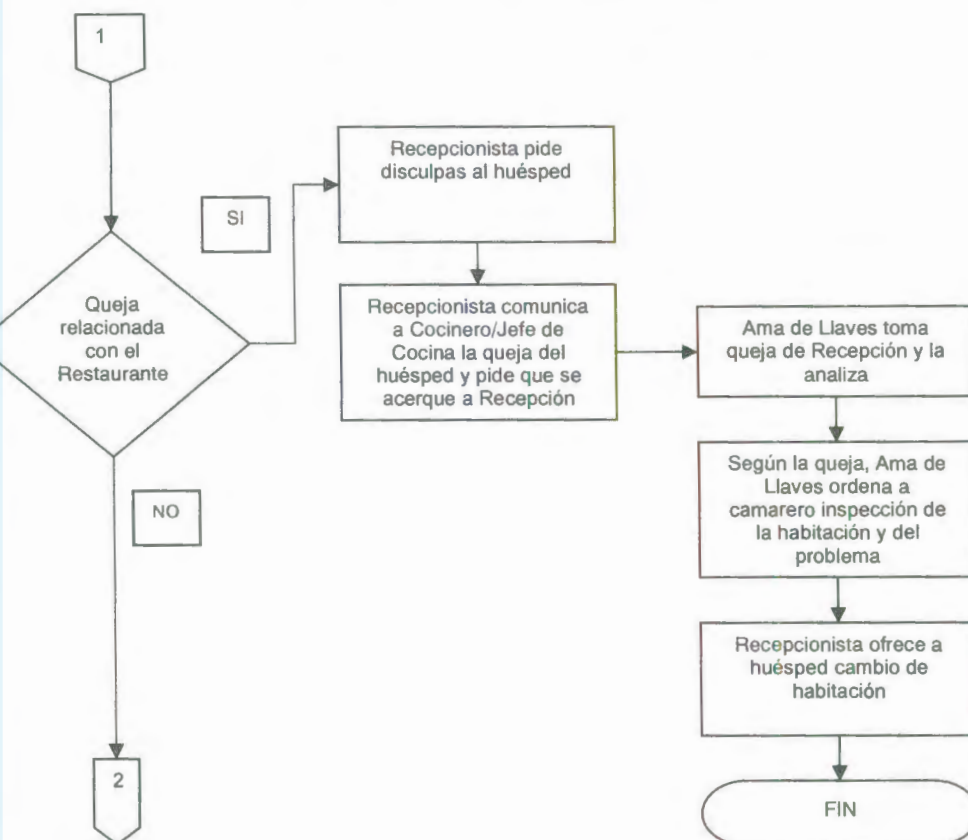 1
Queja
relacionada
con el
Restaurante
SI
Recepcionista pide
disculpas al huésped
Recepcionista comunica
a Cocinero/Jefe de
Cocina la queja del
huésped y pide que se
acerque a Recepción
Ama de Llaves toma
queja de Recepción y la
analiza
Según la queja, Ama de
Llaves ordena a
camarero inspección de
la habitación y del
problema
Recepcionista ofrece a
huésped cambio de
habitación
FIN
NO
2